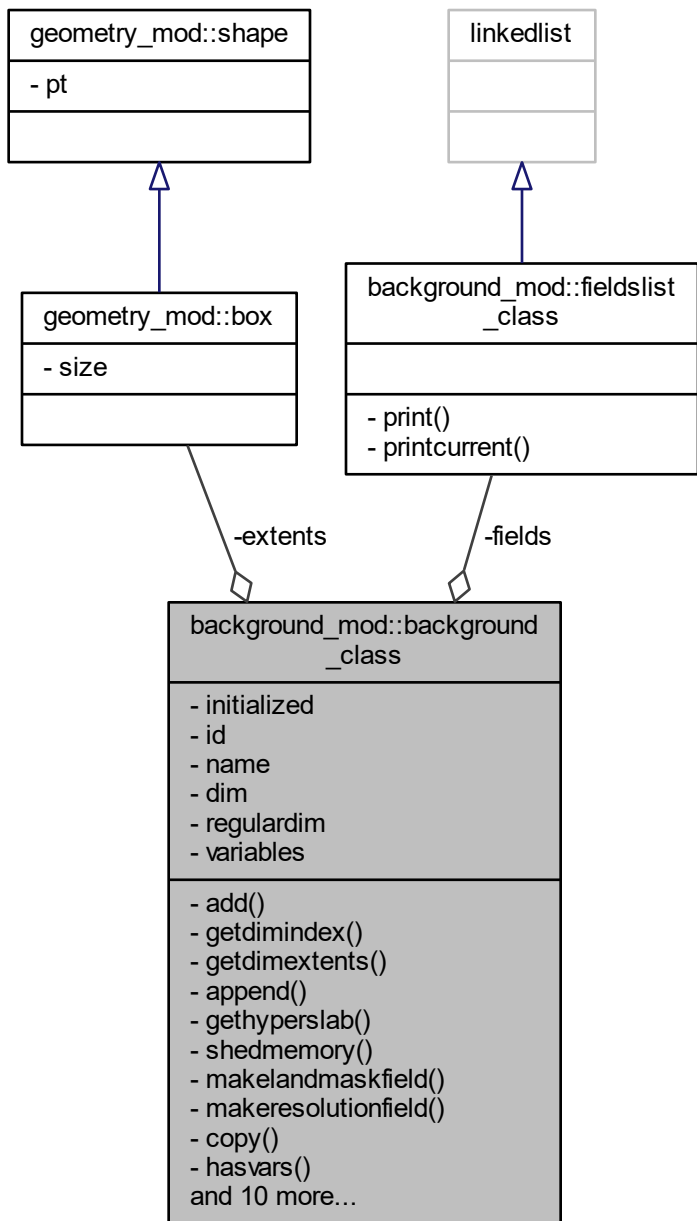 geometry_mod::shape
- pt
linkedlist
geometry_mod::box
- size
background_mod::fieldslist
_class
- print()
- printcurrent()
-extents
-fields
background_mod::background
_class
- initialized
- id
- name
- dim
- regulardim
- variables
- add()
- getdimindex()
- getdimextents()
- append()
- gethyperslab()
- shedmemory()
- makelandmaskfield()
- makeresolutionfield()
- copy()
- hasvars()
and 10 more...